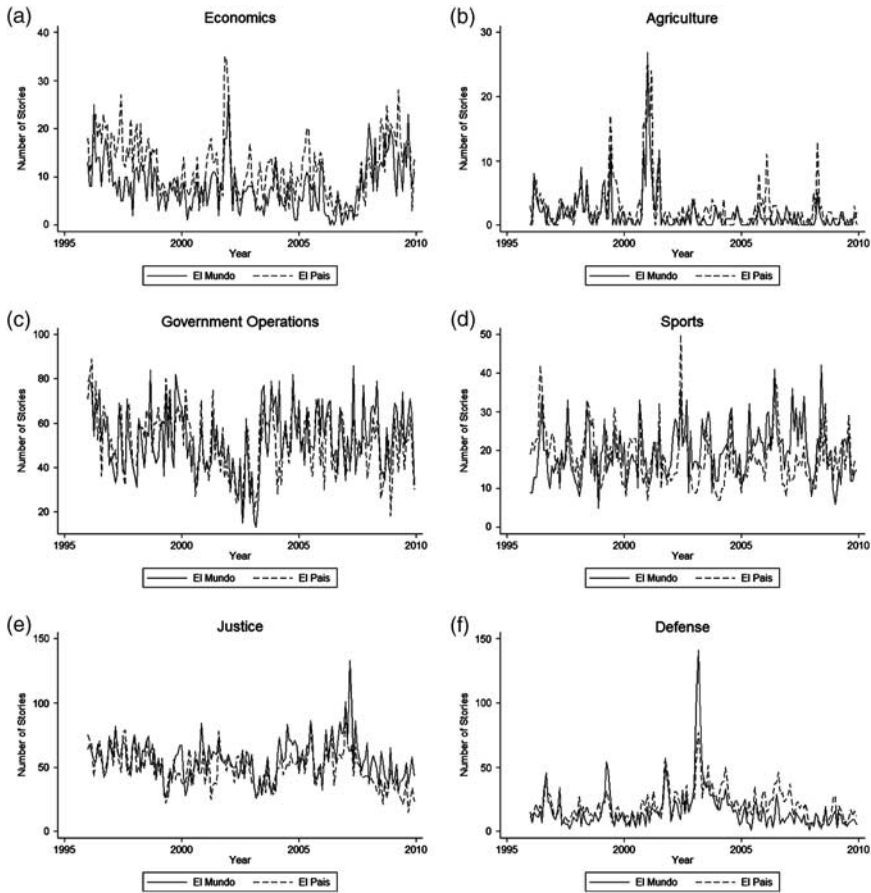 (a)
Economics
Number of Stories
40
30
20
10
0
1995 2000 2005 2010
Year
El Mundo El Pais
(b)
Agriculture
Number of Stories
30
20
10
0
1995 2000 2005 2010
Year
El Mundo El Pais
(c)
Government Operations
Number of Stories
100
80
60
40
20
1995 2000 2005 2010
Year
El Mundo El Pais
(d)
Sports
Number of Stories
50
40
30
20
10
0
1995 2000 2005 2010
Year
El Mundo El Pais
(e)
Justice
Number of Stories
150
100
50
0
1995 2000 2005 2010
Year
El Mundo El Pais
(f)
Defense
Number of Stories
150
100
50
0
1995 2000 2005 2010
Year
El Mundo El Pais